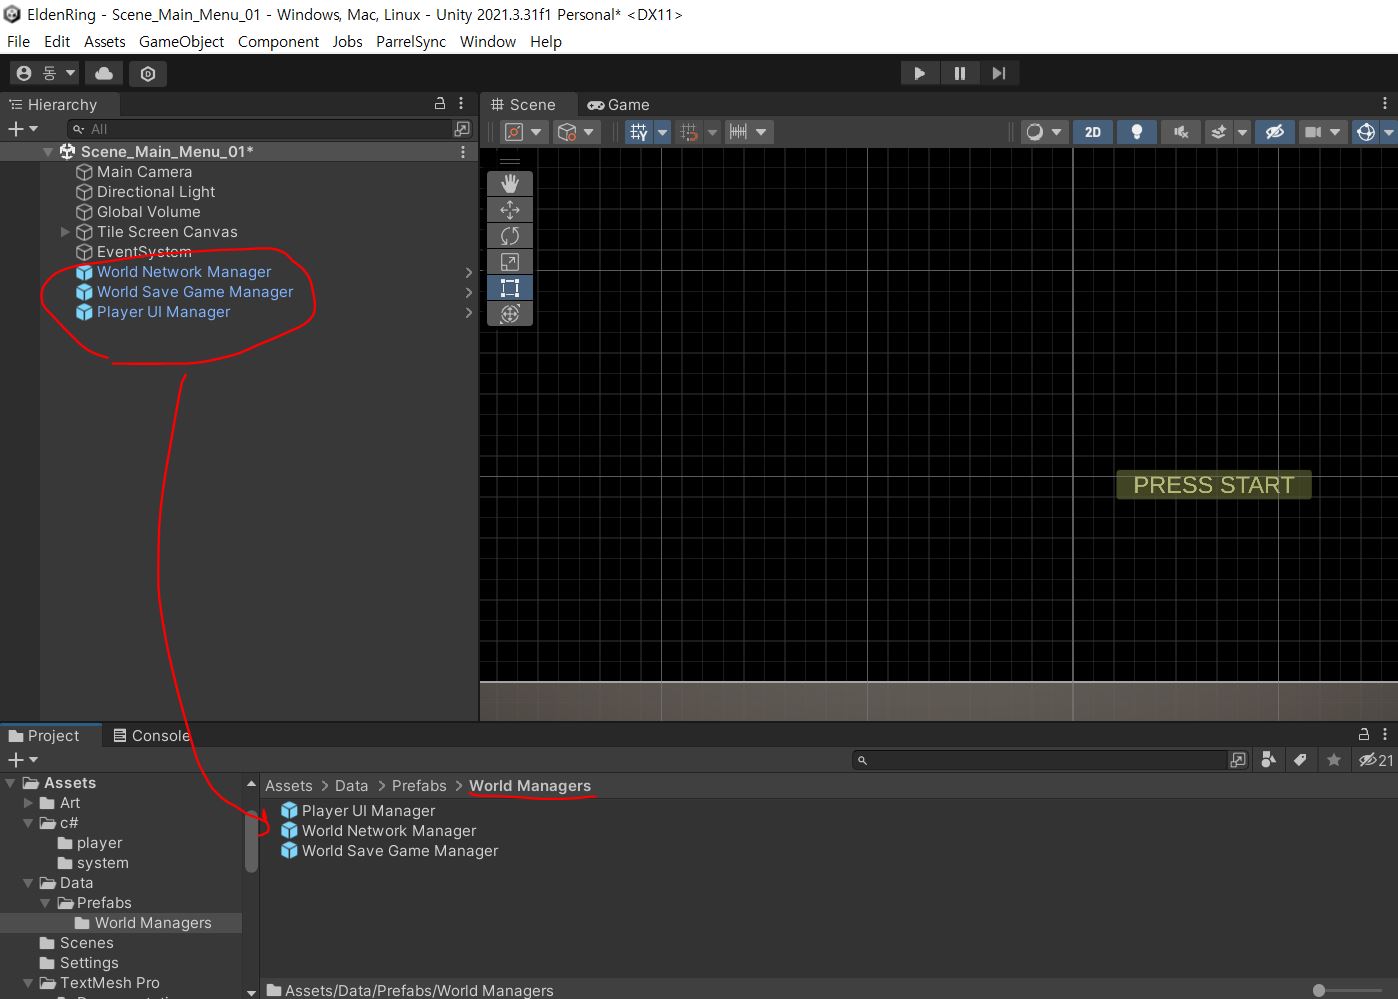 EldenRing - Scene_Main_Menu_01 - Windows, Mac, Linux - Unity 2021.3.31f1 Personal* <DX11>
File Edit Assets GameObject Component Jobs ParrelSync Window Help
동
Hierarchy
All
Scene_Main_Menu_01*
Main Camera
Directional Light
Global Volume
Tile Screen Canvas
EventSystem
World Network Manager
World Save Game Manager
Player UI Manager
Scene Game
2D
PRESS START
Project Console
21
Assets
Art
c#
player
system
Data
Prefabs
World Managers
Scenes
Settings
TextMesh Pro
Assets > Data > Prefabs > World Managers
Player UI Manager
World Network Manager
World Save Game Manager
Assets/Data/Prefabs/World Managers